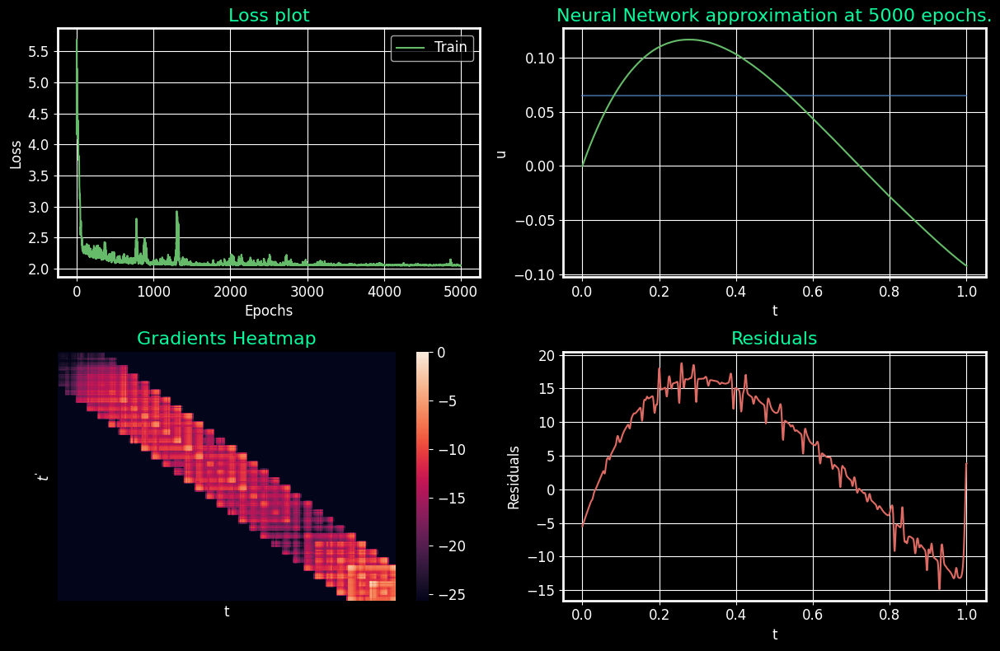 Loss plot
5.5
5.0
4.5
4.0
3.5
3.0
2.5
2.0
Loss
Train
0 1000 2000 3000 4000 5000
Epochs
Neural Network approximation at 5000 epochs.
0.10
0.05
0.00
−0.05
−0.10
u
0.0 0.2 0.4 0.6 0.8 1.0
t
Gradients Heatmap
t'
t
0
−5
−10
−15
−20
−25
Residuals
20
15
10
5
0
−5
−10
−15
Residuals
0.0 0.2 0.4 0.6 0.8 1.0
t